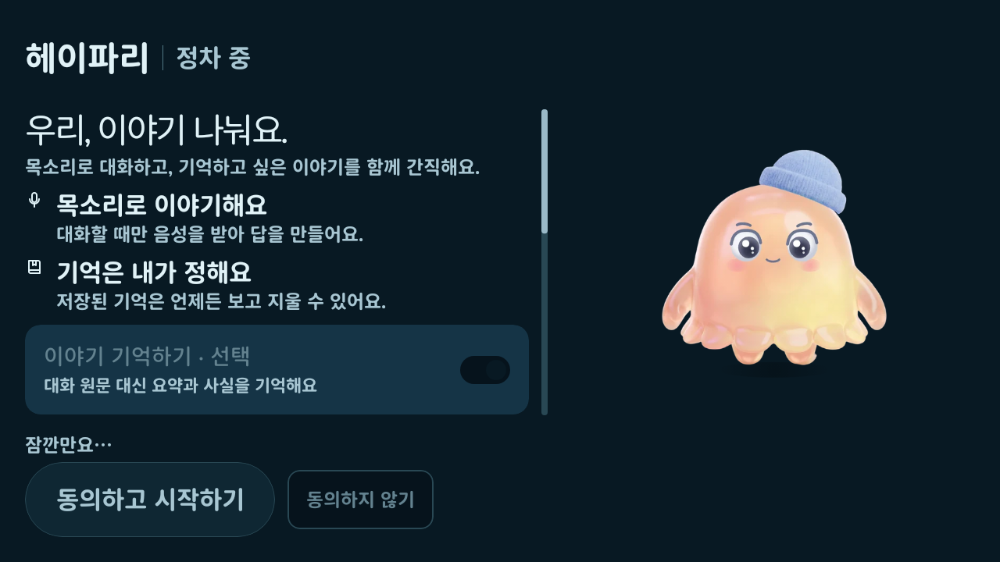 헤이파리 정차 중
우리, 이야기 나눠요.
목소리로 대화하고, 기억하고 싶은 이야기를 함께 간직해요.
목소리로 이야기해요
대화할 때만 음성을 받아 답을 만들어요.
기억은 내가 정해요
저장된 기억은 언제든 보고 지울 수 있어요.
이야기 기억하기 · 선택
대화 원문 대신 요약과 사실을 기억해요
잠깐만요…
동의하고 시작하기 동의하지 않기